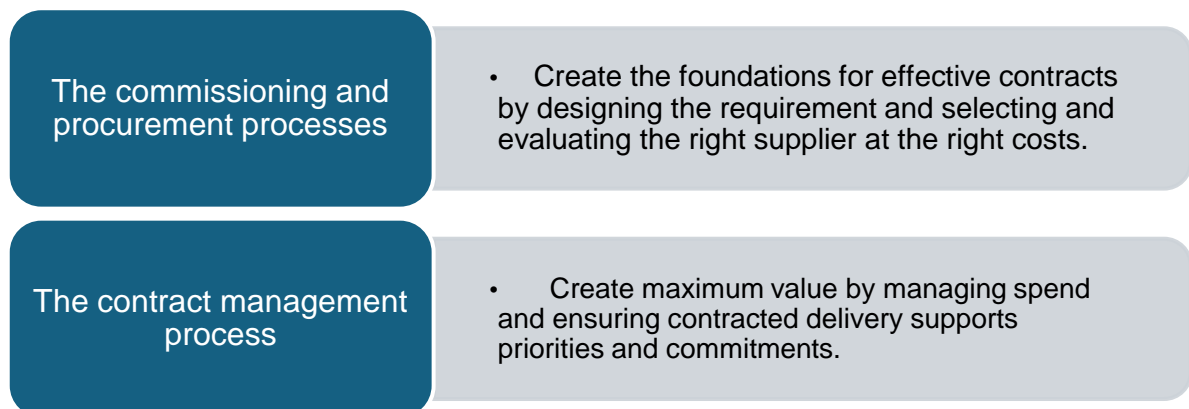 The commissioning and
procurement processes
• Create the foundations for effective contracts
by designing the requirement and selecting and
evaluating the right supplier at the right costs.
The contract management
process
• Create maximum value by managing spend
and ensuring contracted delivery supports
priorities and commitments.